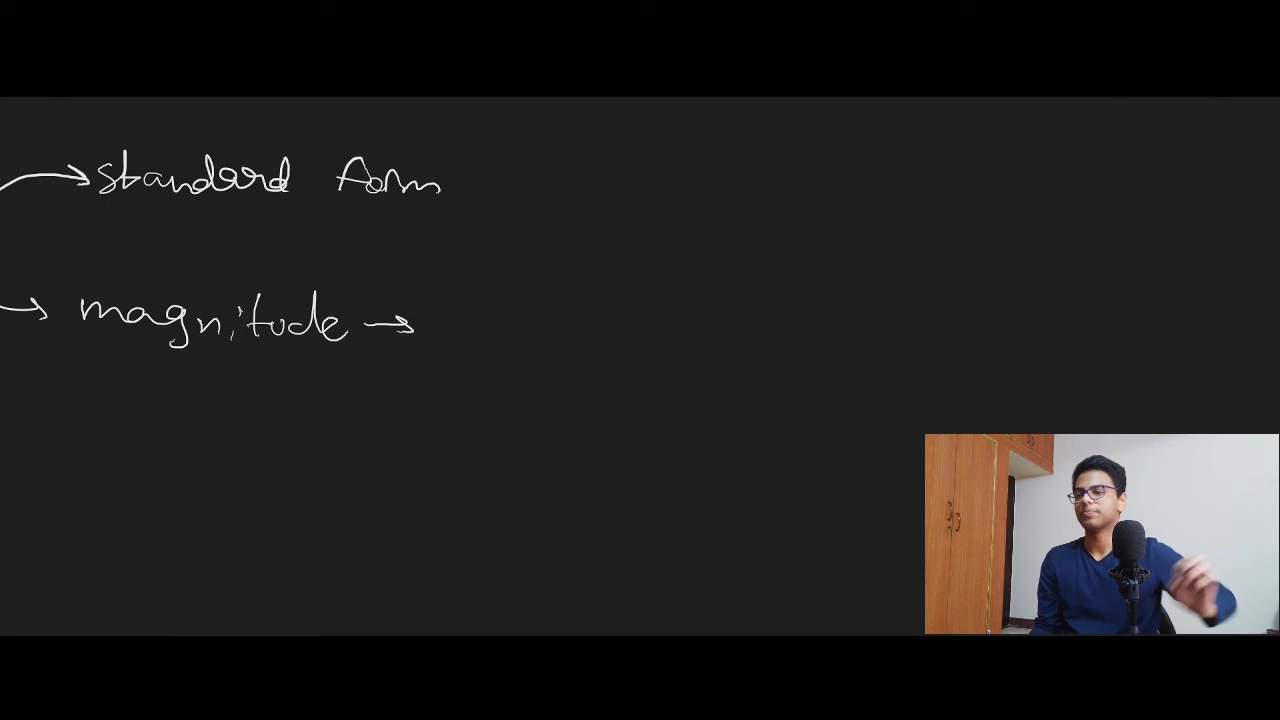 → standard form
→ magnitude →